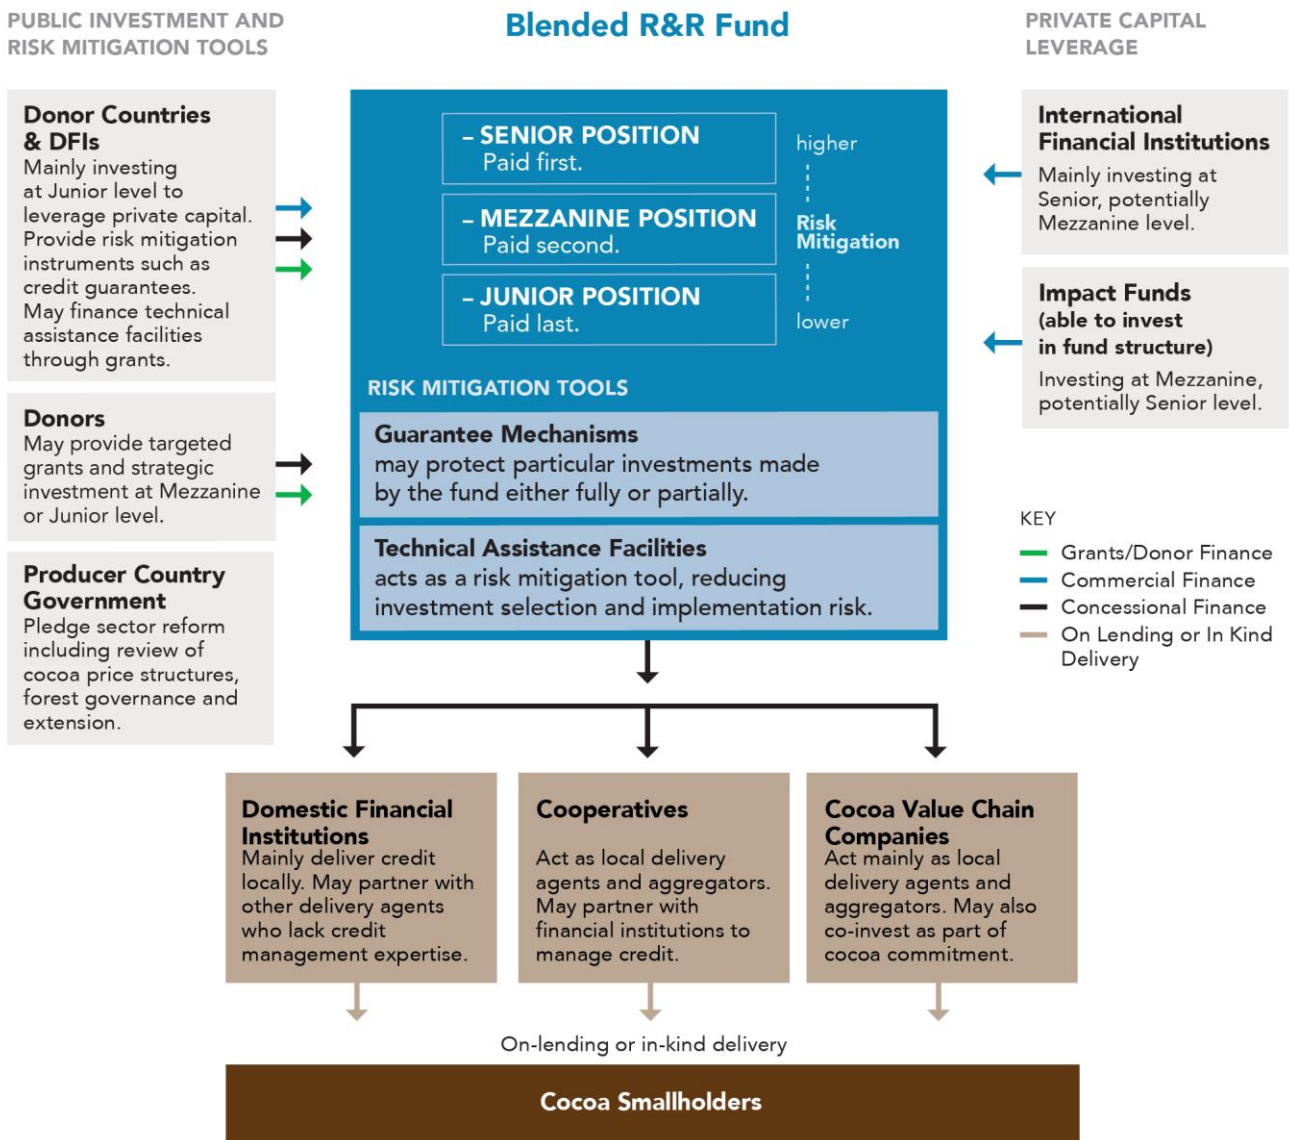 PUBLIC INVESTMENT AND
RISK MITIGATION TOOLS
Blended R&R Fund
PRIVATE CAPITAL
LEVERAGE
Donor Countries
& DFIs
Mainly investing
at Junior level to
leverage private capital.
Provide risk mitigation
instruments such as
credit guarantees.
May finance technical
assistance facilities
through grants.
Donors
May provide targeted
grants and strategic
investment at Mezzanine
or Junior level.
Producer Country
Government
Pledge sector reform
including review of
cocoa price structures,
forest governance and
extension.
– SENIOR POSITION
Paid first.
– MEZZANINE POSITION
Paid second.
– JUNIOR POSITION
Paid last.
higher
Risk
Mitigation
lower
RISK MITIGATION TOOLS
Guarantee Mechanisms
may protect particular investments made
by the fund either fully or partially.
Technical Assistance Facilities
acts as a risk mitigation tool, reducing
investment selection and implementation risk.
International
Financial Institutions
Mainly investing at
Senior, potentially
Mezzanine level.
Impact Funds
(able to invest
in fund structure)
Investing at Mezzanine,
potentially Senior level.
KEY
Grants/Donor Finance
Commercial Finance
Concessional Finance
On Lending or In Kind
Delivery
Domestic Financial
Institutions
Mainly deliver credit
locally. May partner with
other delivery agents
who lack credit
management expertise.
Cooperatives
Act as local delivery
agents and aggregators.
May partner with
financial institutions to
manage credit.
Cocoa Value Chain
Companies
Act mainly as local
delivery agents and
aggregators. May also
co-invest as part of
cocoa commitment.
On-lending or in-kind delivery
Cocoa Smallholders